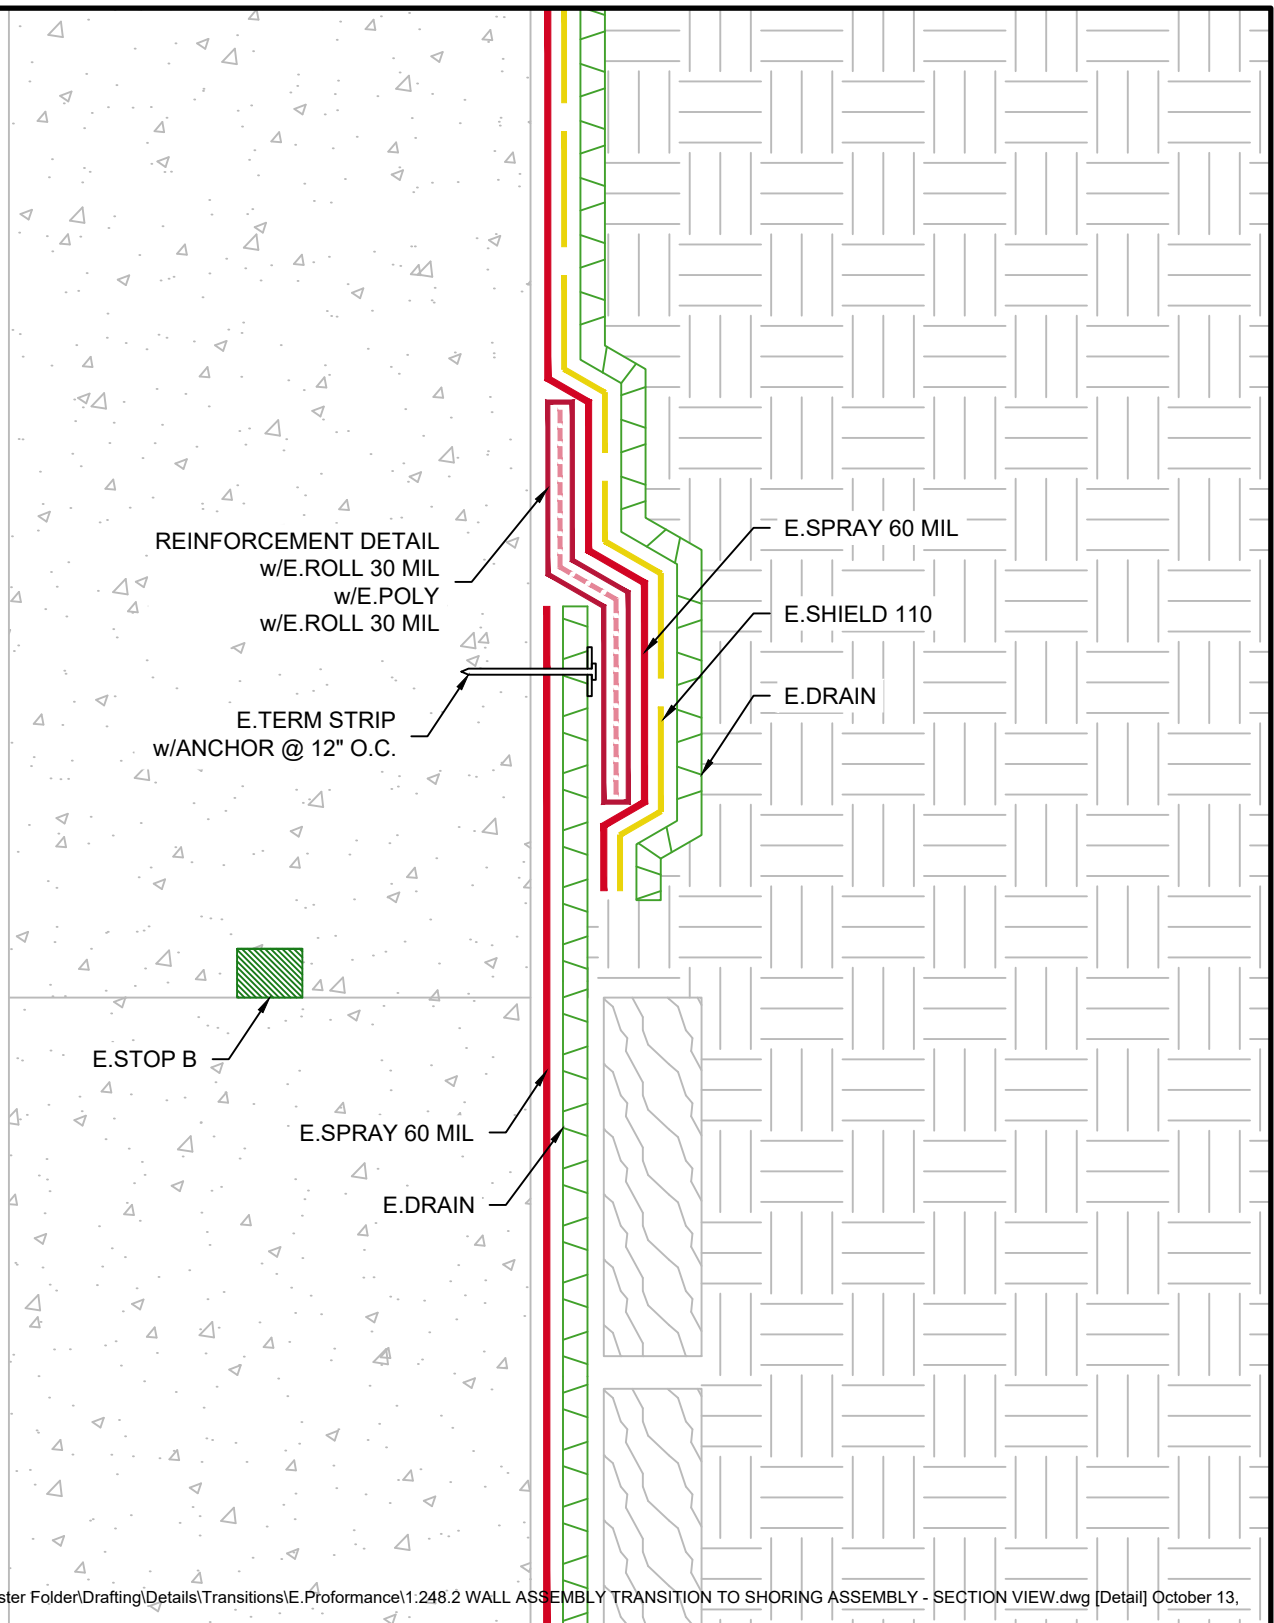 REINFORCEMENT DETAIL
w/E.ROLL 30 MIL
w/E.POLY
w/E.ROLL 30 MIL
E.TERM STRIP
w/ANCHOR @ 12" O.C.
E.SPRAY 60 MIL
E.SHIELD 110
E.DRAIN
E.STOP B
E.SPRAY 60 MIL
E.DRAIN
ster Folder\Drafting\Details\Transitions\E.Proformance\1:248.2 WALL ASSEMBLY TRANSITION TO SHORING ASSEMBLY - SECTION VIEW.dwg [Detail] October 13,